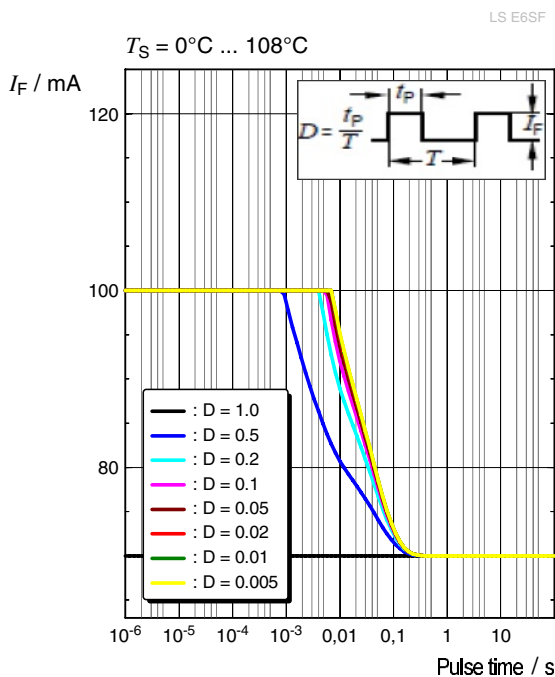 LS E6SF
T_S = 0°C ... 108°C
I_F / mA
120
100
80
D = t_P / T
t_P
T
I_F
: D = 1.0
: D = 0.5
: D = 0.2
: D = 0.1
: D = 0.05
: D = 0.02
: D = 0.01
: D = 0.005
10^-6 10^-5 10^-4 10^-3 0,01 0,1 1 10
Pulse time / s